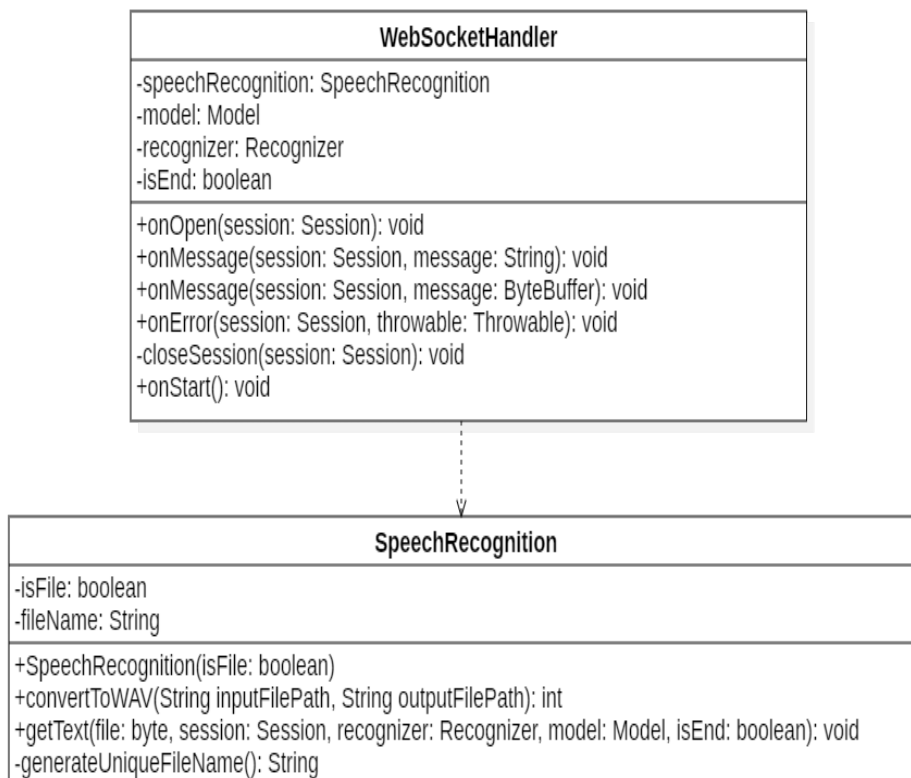 WebSocketHandler
-speechRecognition: SpeechRecognition
-model: Model
-recognizer: Recognizer
-isEnd: boolean
+onOpen(session: Session): void
+onMessage(session: Session, message: String): void
+onMessage(session: Session, message: ByteBuffer): void
+onError(session: Session, throwable: Throwable): void
-closeSession(session: Session): void
+onStart(): void
SpeechRecognition
-isFile: boolean
-fileName: String
+SpeechRecognition(isFile: boolean)
+convertToWAV(String inputFilePath, String outputFilePath): int
+getText(file: byte, session: Session, recognizer: Recognizer, model: Model, isEnd: boolean): void
-generateUniqueFileName(): String